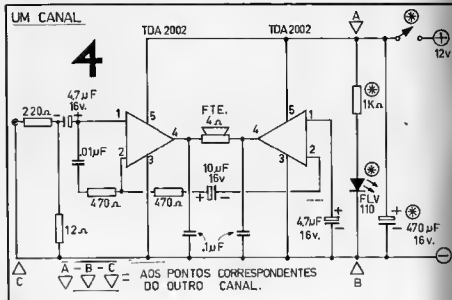 UM CANAL
4
TDA 2002
TDA 2002
A
12v
220Ω
4,7µF
16v.
1
5
2
4
3
.01µF
470Ω
470Ω
12Ω
FTE.
4Ω
10µF
16v
.1µF
4
5
1
2
3
4,7µF
16v.
1KΩ
FLV
110
470µF
16v.
C
B
A - B - C = AOS PONTOS CORRESPONDENTES
DO OUTRO CANAL.